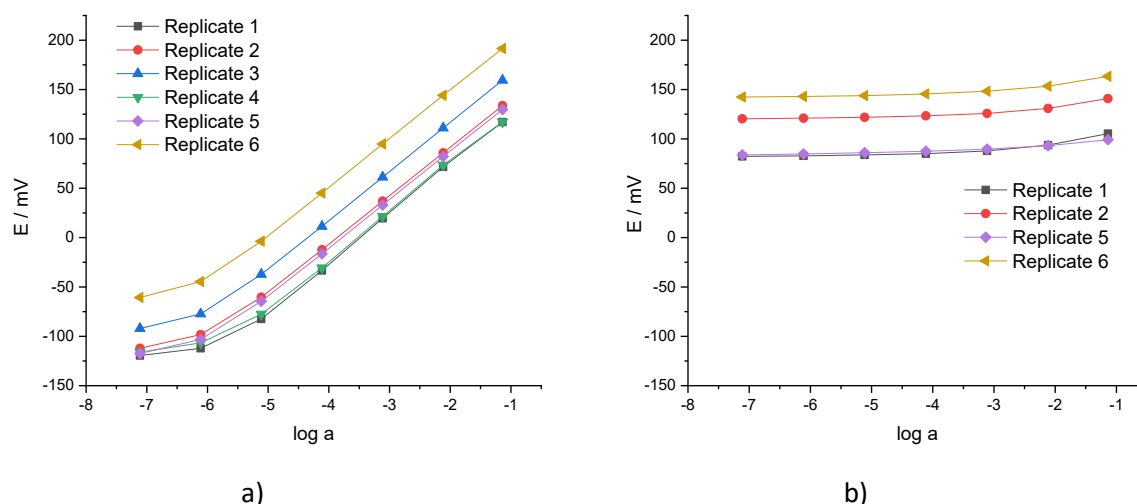 Replicate 1
Replicate 2
Replicate 3
Replicate 4
Replicate 5
Replicate 6
200
150
100
50
0
-50
-100
-150
E / mV
-8 -7 -6 -5 -4 -3 -2 -1
log a
a)
200
150
100
50
0
-50
-100
-150
E / mV
Replicate 1
Replicate 2
Replicate 5
Replicate 6
-8 -7 -6 -5 -4 -3 -2 -1
log a
b)